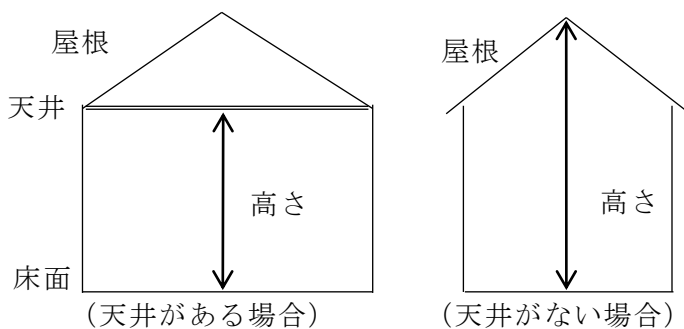 屋根
天井
高さ
床面
（天井がある場合）
屋根
高さ
（天井がない場合）